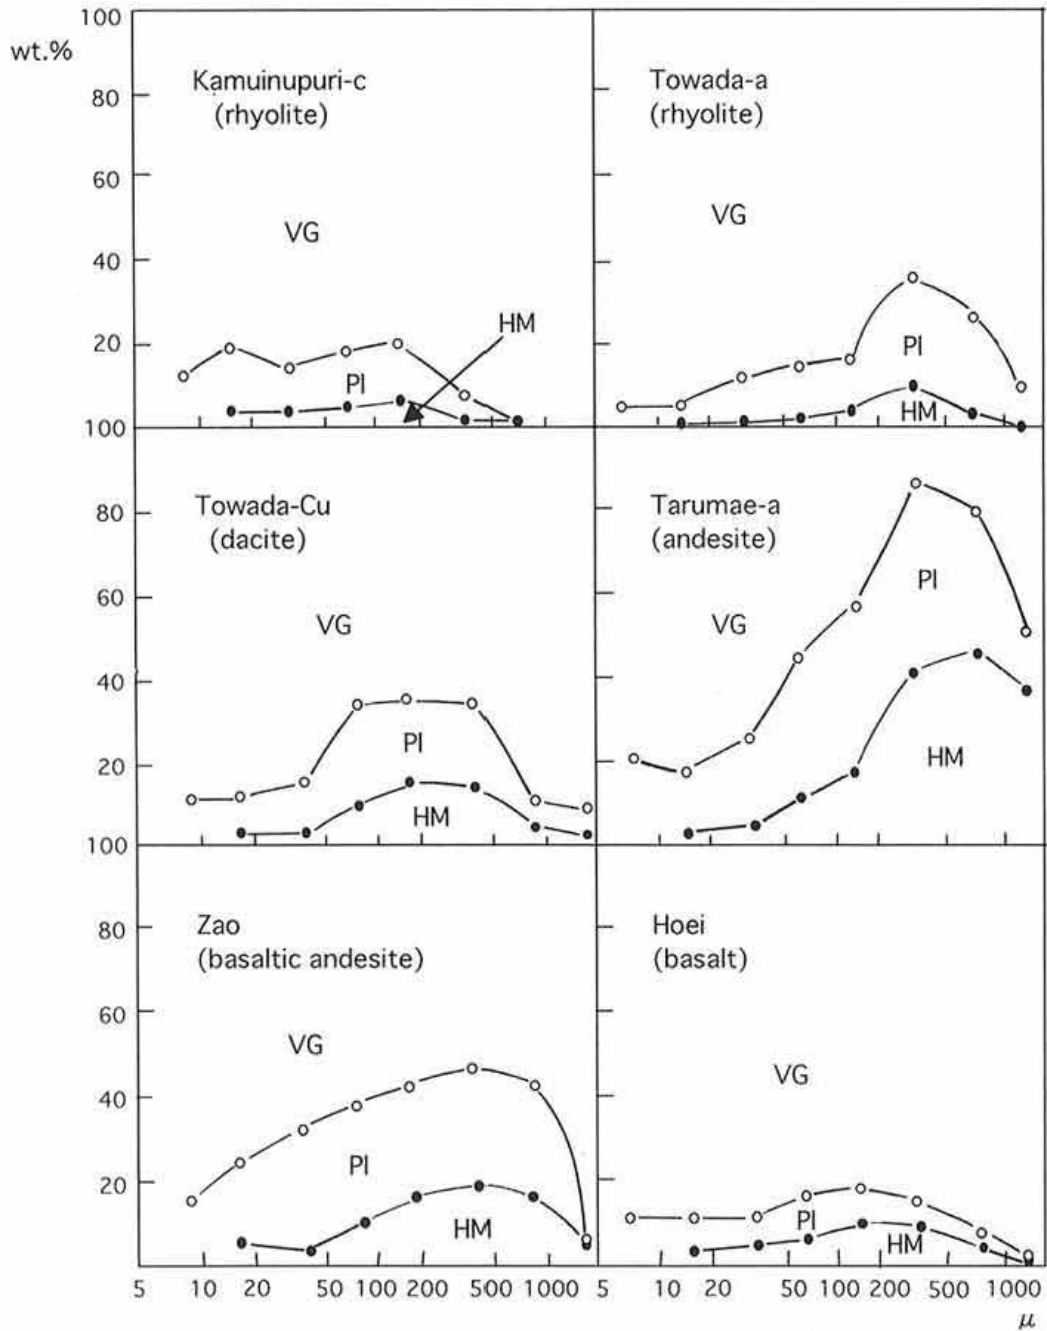 100
wt.%
80
60
40
20
Kamuinupuri-c
(rhyolite)
VG
HM
Pl
Towada-a
(rhyolite)
VG
Pl
HM
100
80
60
40
20
Towada-Cu
(dacite)
VG
Pl
HM
Tarumae-a
(andesite)
VG
Pl
HM
100
80
60
40
20
Zao
(basaltic andesite)
VG
Pl
HM
Hoei
(basalt)
VG
Pl
HM
5 10 20 50 100 200 500 1000 5 10 20 50 100 200 500 1000
μ